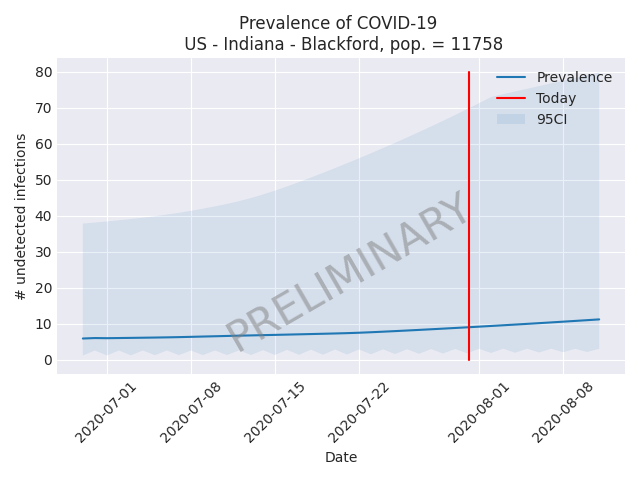 Prevalence of COVID-19
US - Indiana - Blackford, pop. = 11758
80
70
60
50
40
30
20
10
0
# undetected infections
Prevalence
Today
95CI
PRELIMINARY
2020-07-01
2020-07-08
2020-07-15
2020-07-22
2020-08-01
2020-08-08
Date